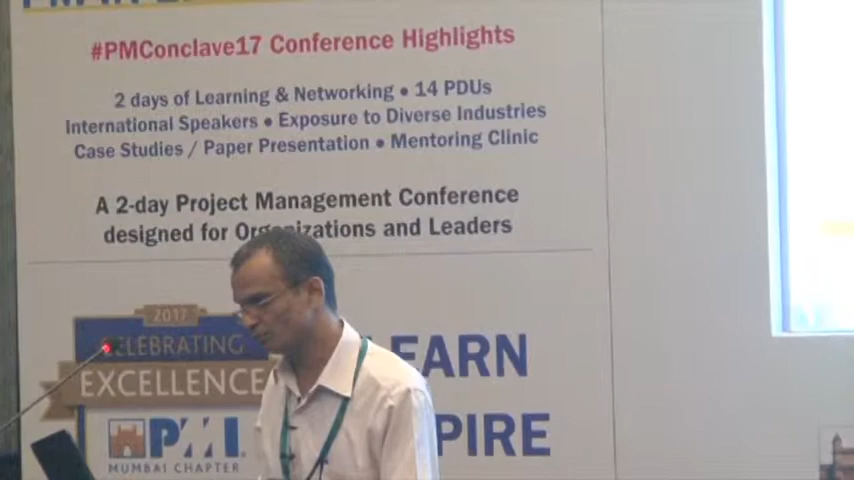 #PMConclave17 Conference Highlights
2 days of Learning & Networking • 14 PDUs
International Speakers • Exposure to Diverse Industries
Case Studies / Paper Presentation • Mentoring Clinic
A 2-day Project Management Conference
designed for Organizations and Leaders
2017
CELEBRATING
EXCELLENCE
PMI
MUMBAI CHAPTER
LEARN
PIRE